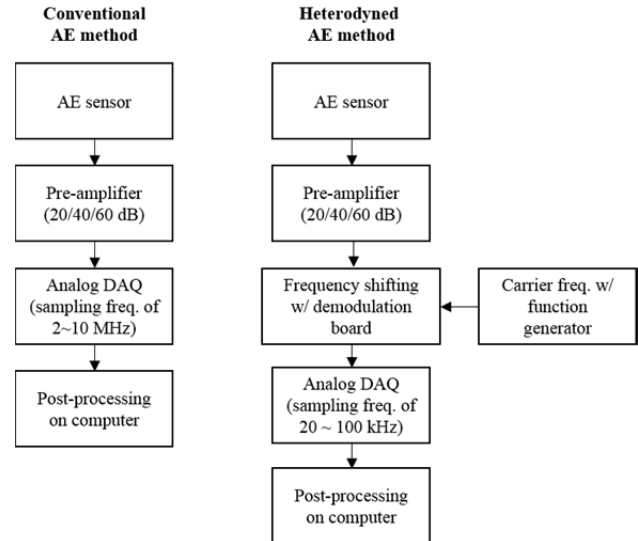 Conventional
AE method
AE sensor
Pre-amplifier
(20/40/60 dB)
Analog DAQ
(sampling freq. of
2~10 MHz)
Post-processing
on computer
Heterodyned
AE method
AE sensor
Pre-amplifier
(20/40/60 dB)
Frequency shifting
w/ demodulation
board
Carrier freq. w/
function
generator
Analog DAQ
(sampling freq. of
20 ~ 100 kHz)
Post-processing
on computer